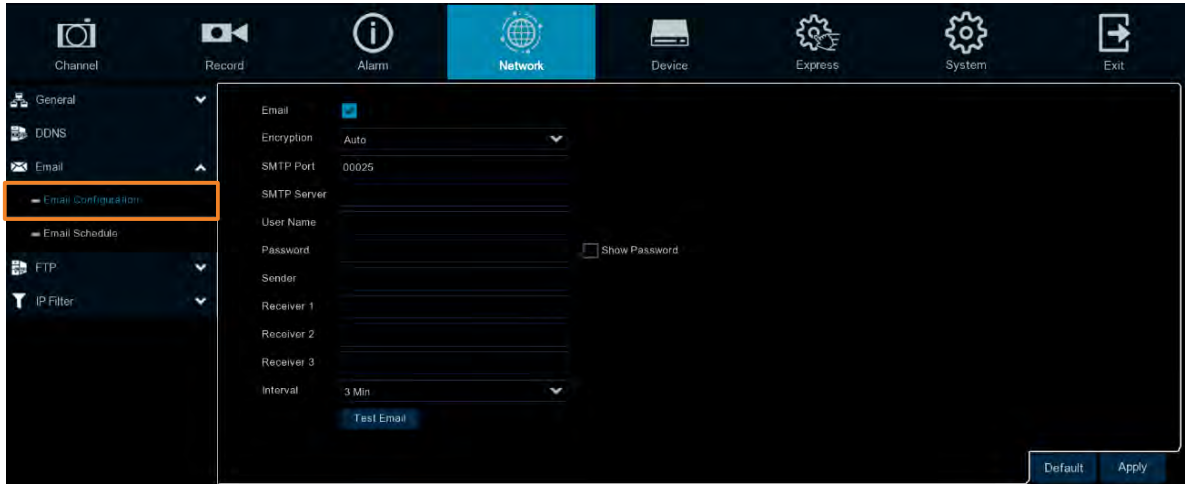 Channel Record Alarm Network Device Express System Exit
General
DDNS
Email
Email Configuration
Email Schedule
FTP
IP Filter
Email
Encryption Auto
SMTP Port 00025
SMTP Server
User Name
Password Show Password
Sender
Receiver 1
Receiver 2
Receiver 3
Interval 3 Min
Test Email
Default Apply